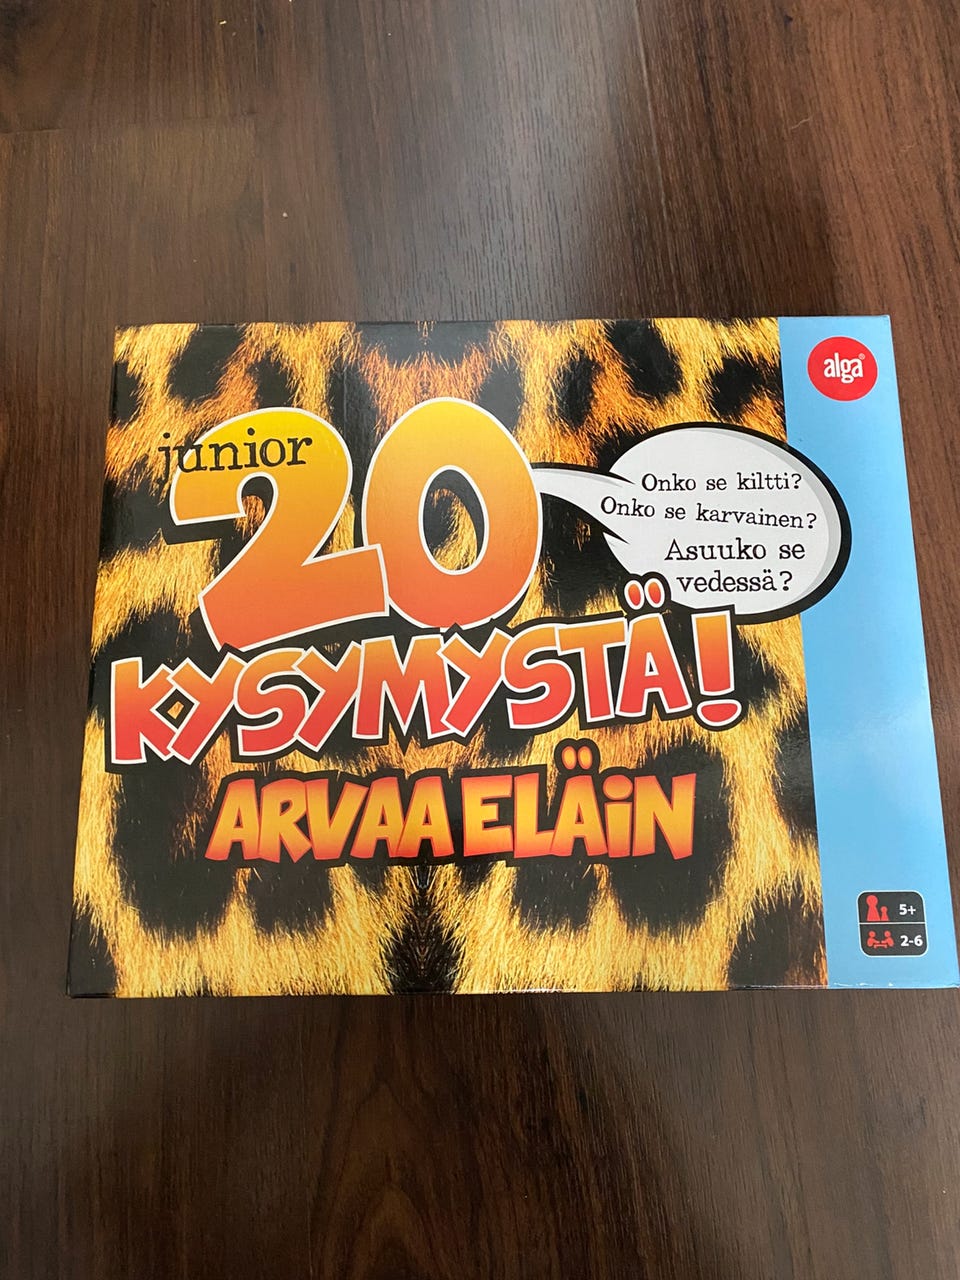 alga
junior
20
Onko se kiltti?
Onko se karvainen?
Asuuko se
vedessä?
KYSYMYSTÄ!
ARVAA ELÄiN
5+
2-6